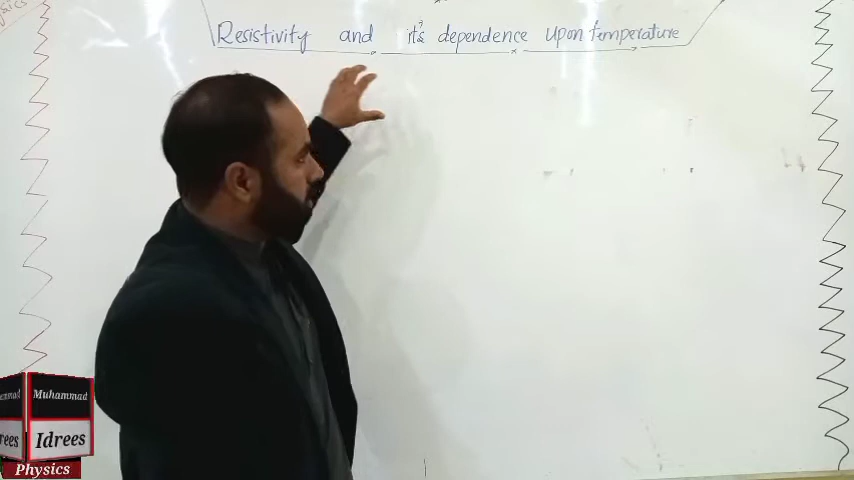 Resistivity and it's dependence upon temperature
Muhammad
Idrees
Physics